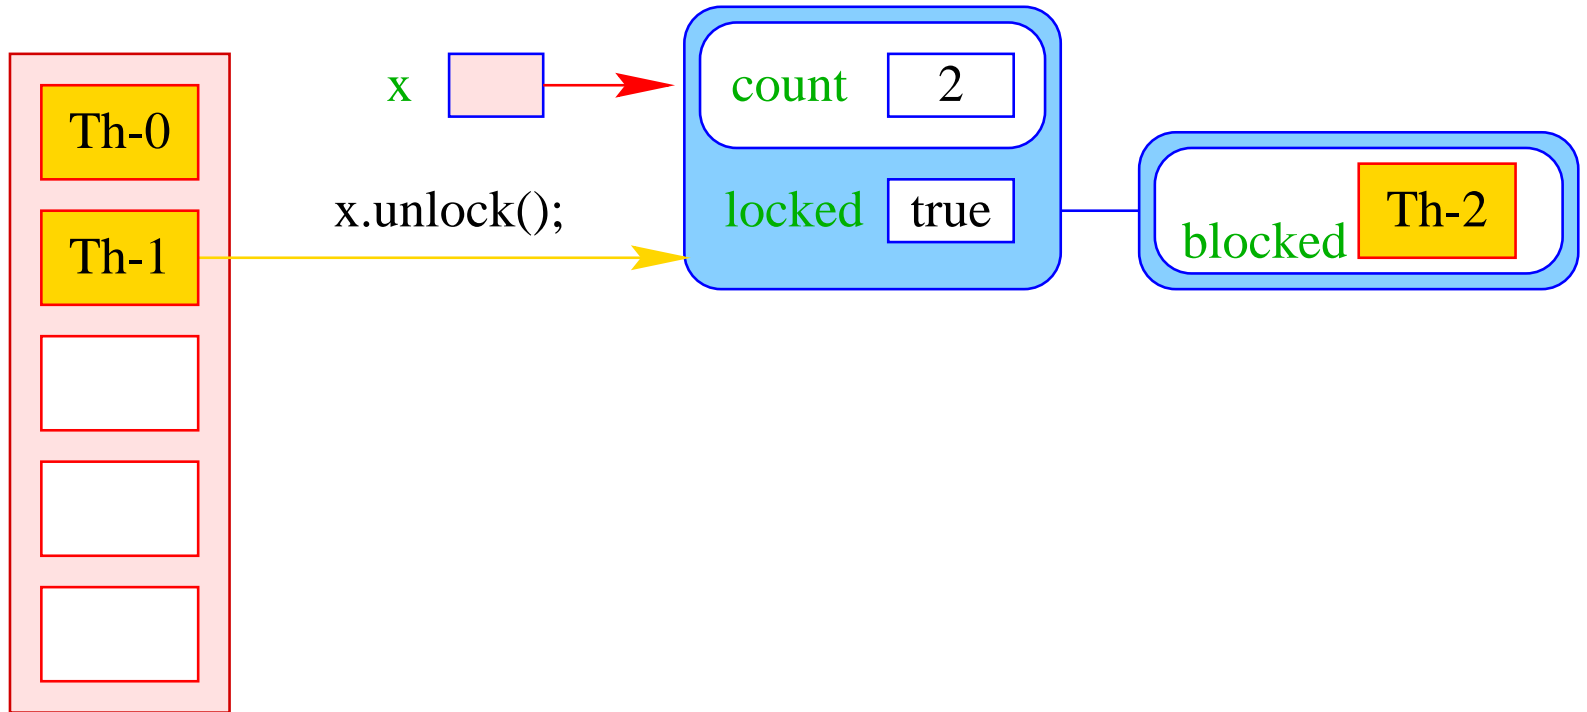 Th-0
Th-1
x
x.unlock();
count 2
locked true
blocked Th-2